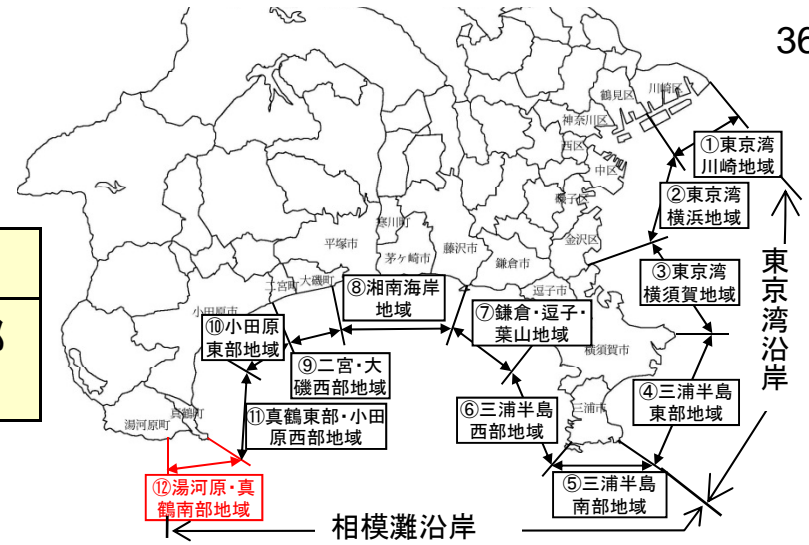 36
鶴見区
川崎区
神奈川区
西区
中区
磯子区
金沢区
①東京湾
川崎地域
②東京湾
横浜地域
③東京湾
横須賀地域
東京湾沿岸
寒川町
平塚市
茅ヶ崎市
藤沢市
鎌倉市
逗子市
二宮町
大磯町
小田原市
横須賀市
三浦市
真鶴町
湯河原町
⑧湘南海岸
地域
⑦鎌倉・逗子・
葉山地域
⑩小田原
東部地域
⑨二宮・大
磯西部地域
⑪真鶴東部・小田
原西部地域
⑥三浦半島
西部地域
④三浦半島
東部地域
⑤三浦半島
南部地域
⑫湯河原・真
鶴南部地域
相模灘沿岸